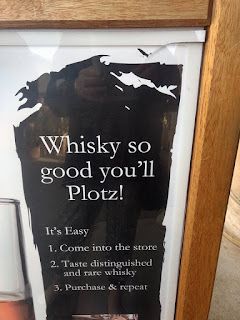 Whisky so
good you'll
Plotz!
It's Easy
1. Come into the store
2. Taste distinguished
and rare whisky
3. Purchase & repeat